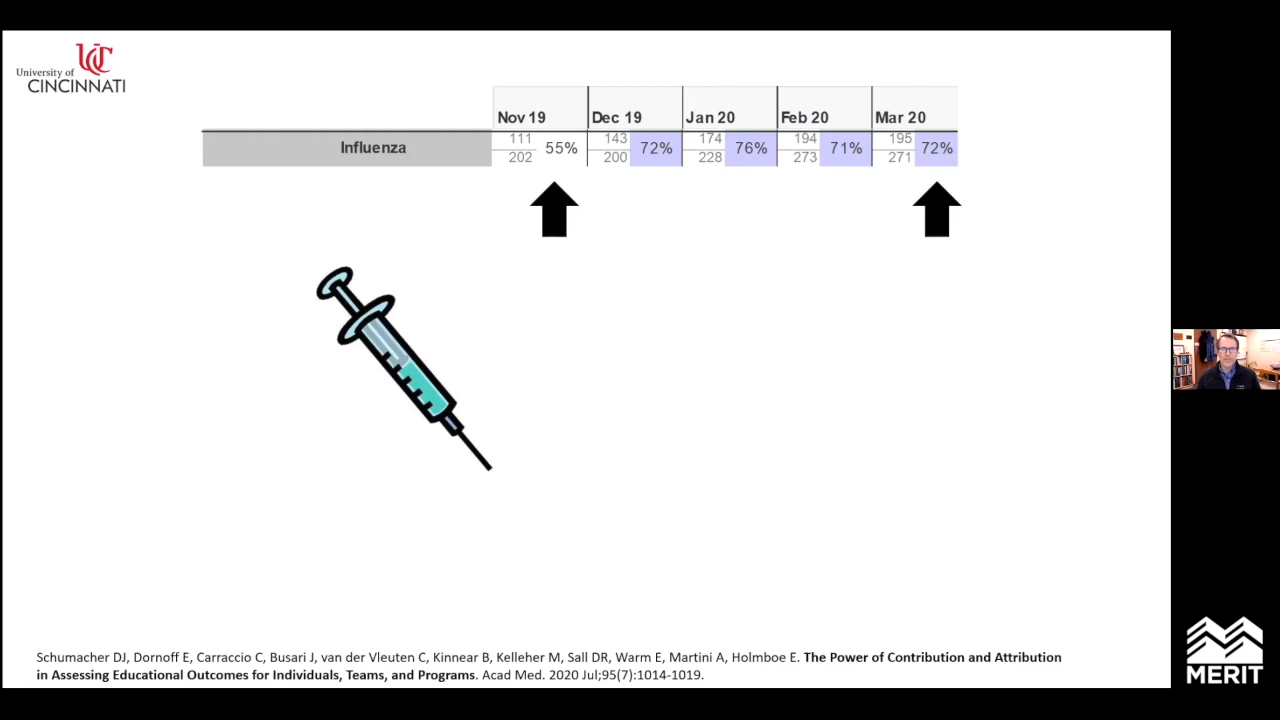 University of
CINCINNATI
Nov 19 Dec 19 Jan 20 Feb 20 Mar 20
Influenza 111 202 55% 143 200 72% 174 228 76% 194 273 71% 195 271 72%
Schumacher DJ, Dornoff E, Carraccio C, Busari J, van der Vleuten C, Kinnear B, Kelleher M, Sall DR, Warm E, Martini A, Holmboe E. The Power of Contribution and Attribution
in Assessing Educational Outcomes for Individuals, Teams, and Programs. Acad Med. 2020 Jul;95(7):1014-1019.
MERIT